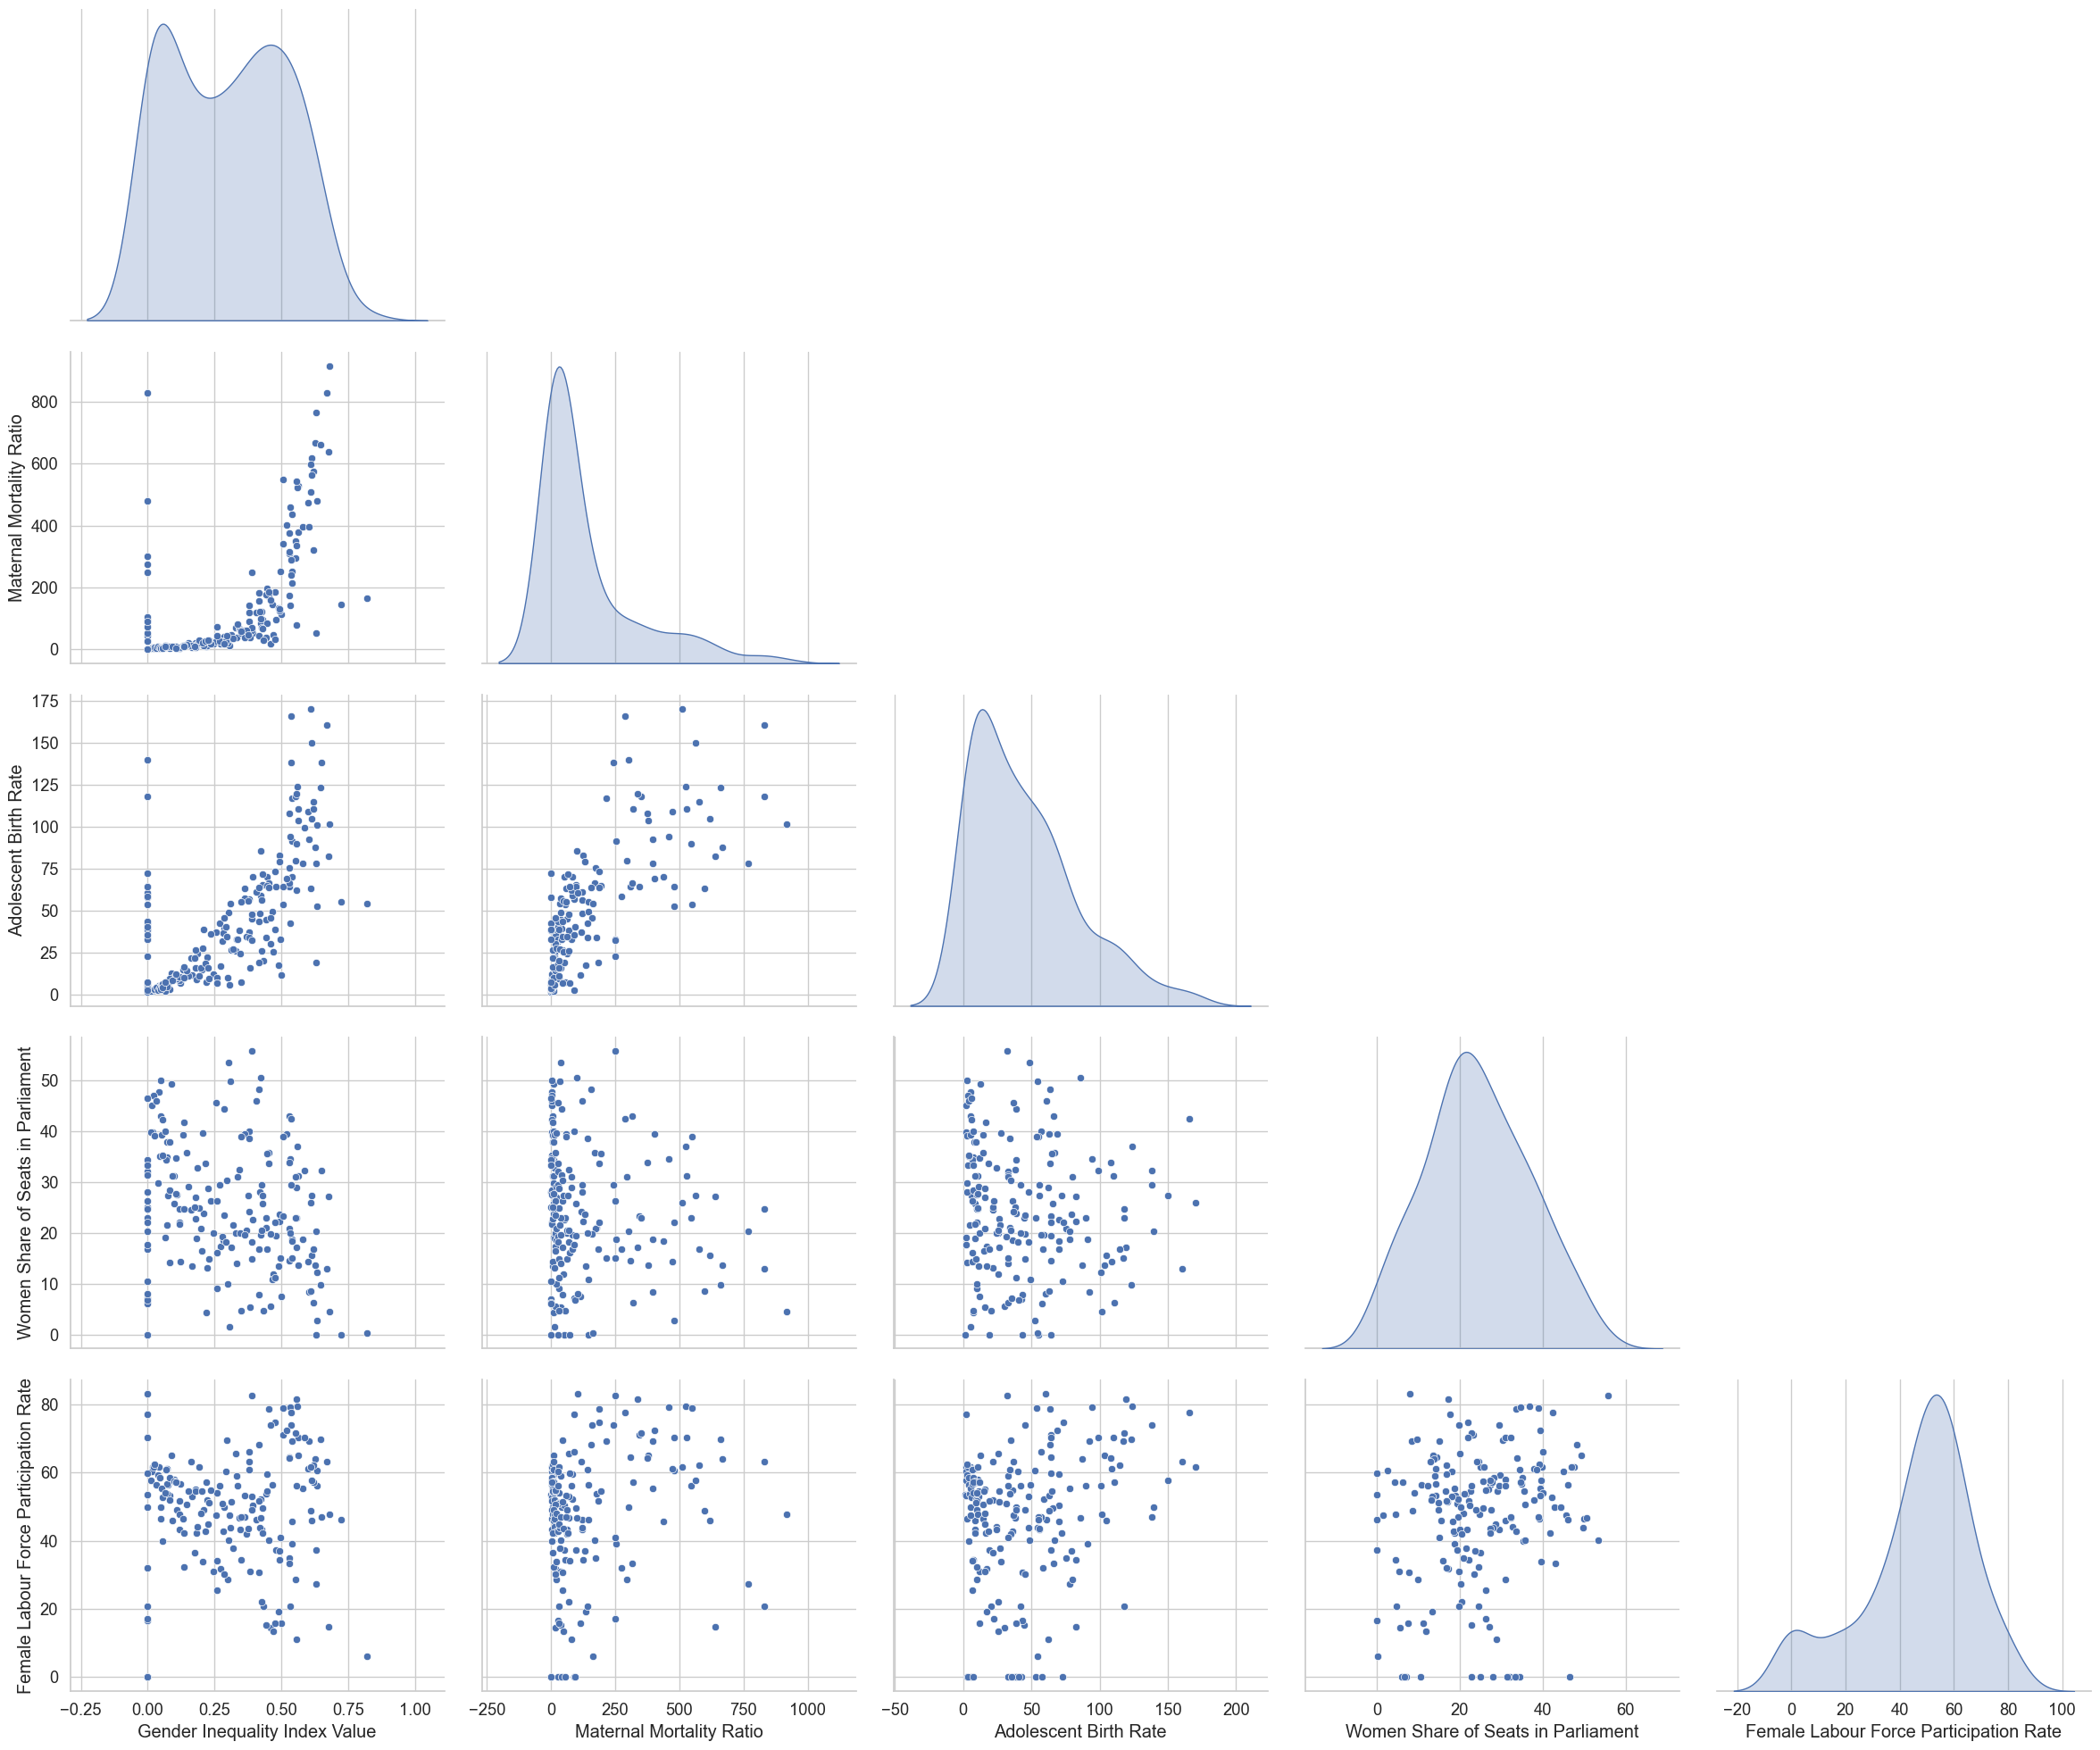 800
600
400
200
0
Maternal Mortality Ratio
175
150
125
100
75
50
25
0
Adolescent Birth Rate
50
40
30
20
10
0
Women Share of Seats in Parliament
80
60
40
20
0
Female Labour Force Participation Rate
−0.25 0.00 0.25 0.50 0.75 1.00
Gender Inequality Index Value
−250 0 250 500 750 1000
Maternal Mortality Ratio
−50 0 50 100 150 200
Adolescent Birth Rate
0 20 40 60
Women Share of Seats in Parliament
−20 0 20 40 60 80 100
Female Labour Force Participation Rate